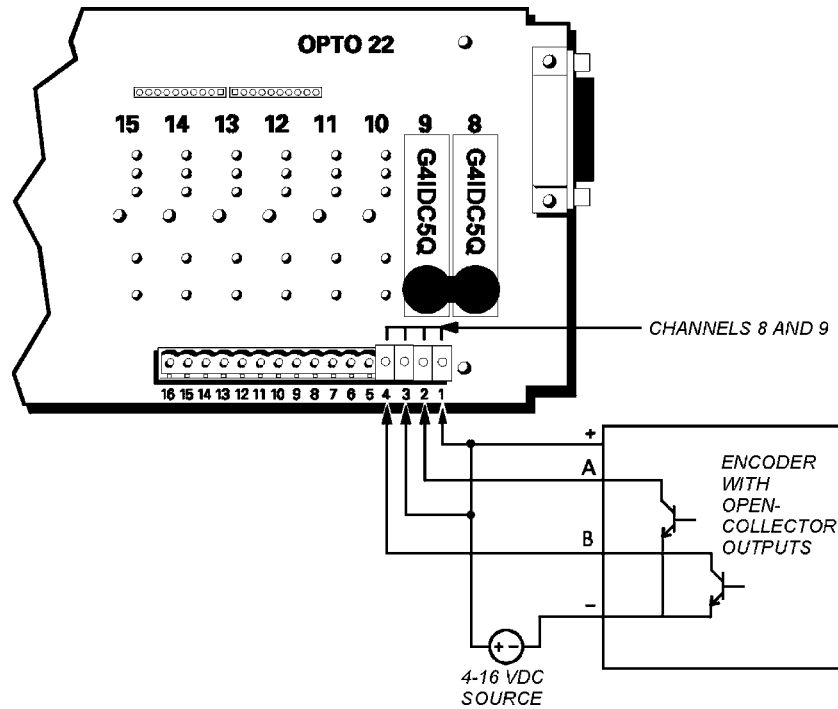 OPTO 22
15 14 13 12 11 10 9 8
G4IDC5Q
G4IDC5Q
CHANNELS 8 AND 9
16 15 14 13 12 11 10 9 8 7 6 5 4 3 2 1
+
A
B
−
ENCODER
WITH
OPEN-
COLLECTOR
OUTPUTS
+ −
4-16 VDC
SOURCE